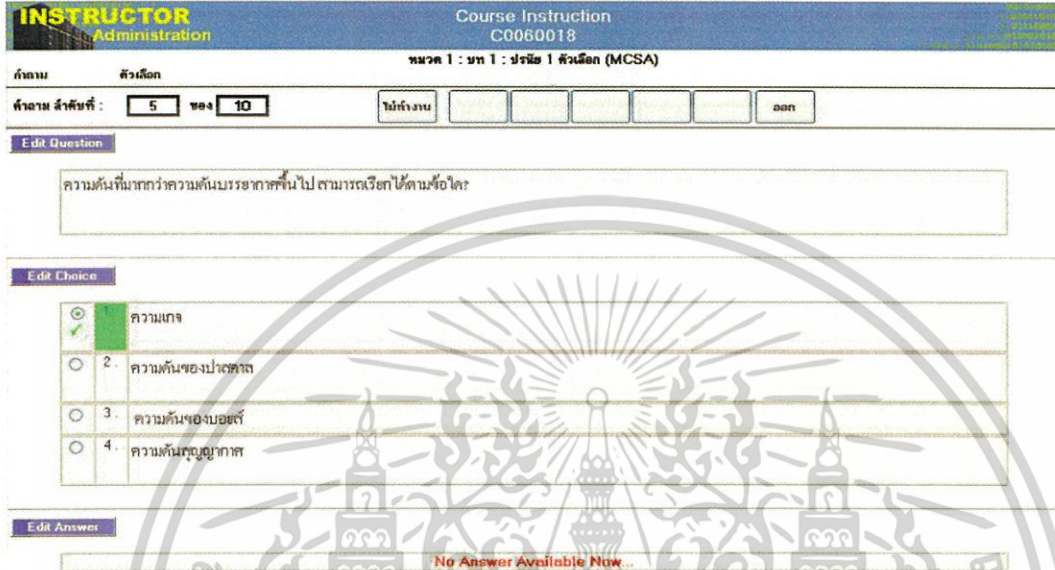 INSTRUCTOR
Administration
Course Instruction
C0060018
หมวด 1 : บท 1 : ปรนัย 1 ตัวเลือก (MCSA)
คำถาม ตัวเลือก
คำถาม ลำดับที่ : 5 ของ 10 ไม่ทำงาน ออก
Edit Question
ความดันที่มากกว่าความดันบรรยากาศขึ้นไป สามารถเรียกได้ตามข้อใด?
Edit Choice
1. ความเกจ
2. ความดันของปาสคาล
3. ความดันของบอยล์
4. ความดันสุญญากาศ
Edit Answer
No Answer Available Now...